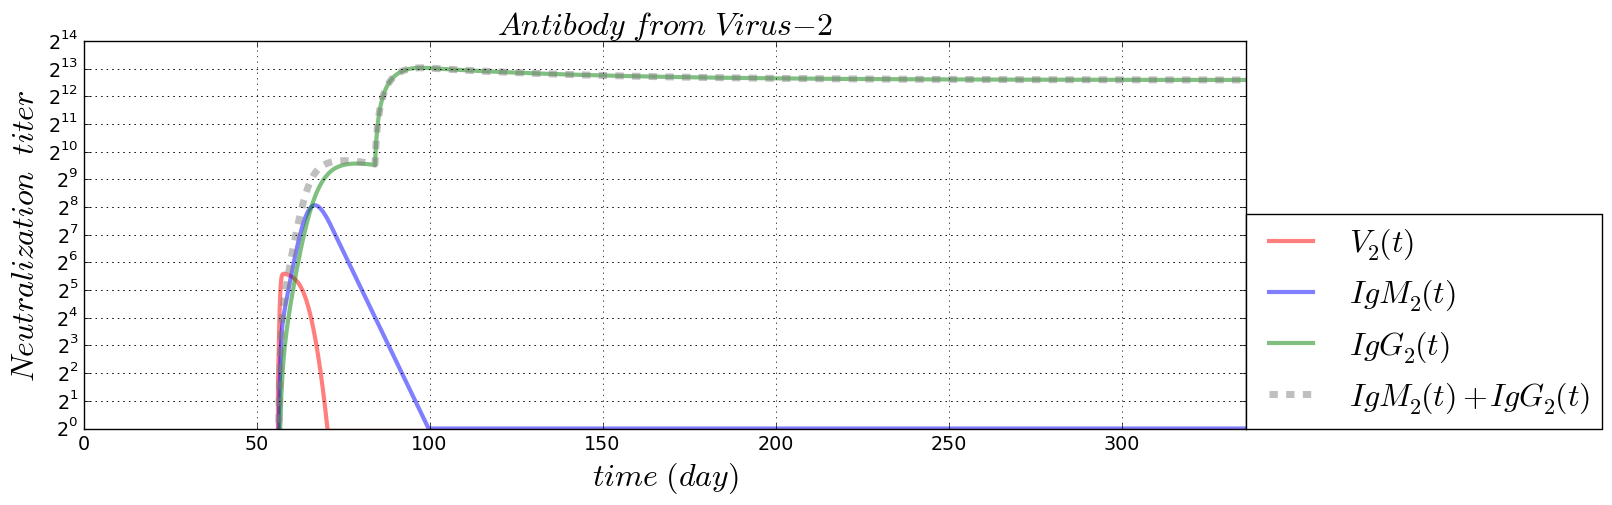 Antibody from Virus−2
Neutralization titer
2^14
2^13
2^12
2^11
2^10
2^9
2^8
2^7
2^6
2^5
2^4
2^3
2^2
2^1
2^0
0 50 100 150 200 250 300
time (day)
V_2(t)
IgM_2(t)
IgG_2(t)
IgM_2(t)+IgG_2(t)